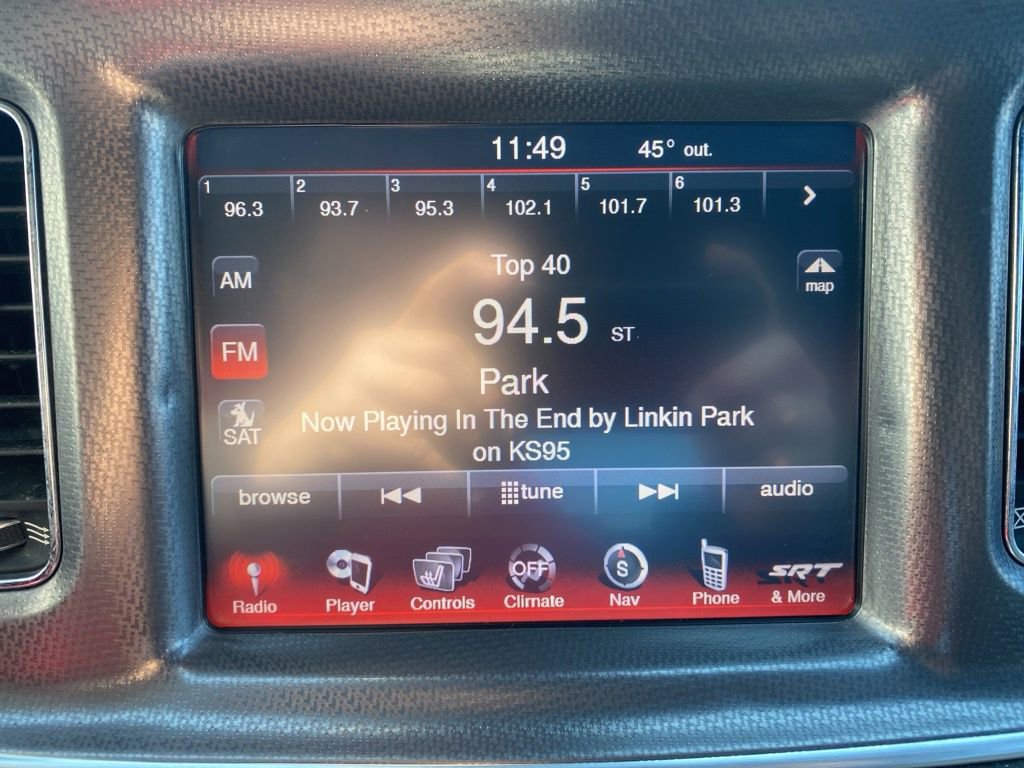 11:49 45° out.
1 2 3 4 5 6
96.3 93.7 95.3 102.1 101.7 101.3
Top 40
AM
map
94.5 ST
FM
Park
Now Playing In The End by Linkin Park
on KS95
SAT
browse tune audio
OFF S SRT
Radio Player Controls Climate Nav Phone & More